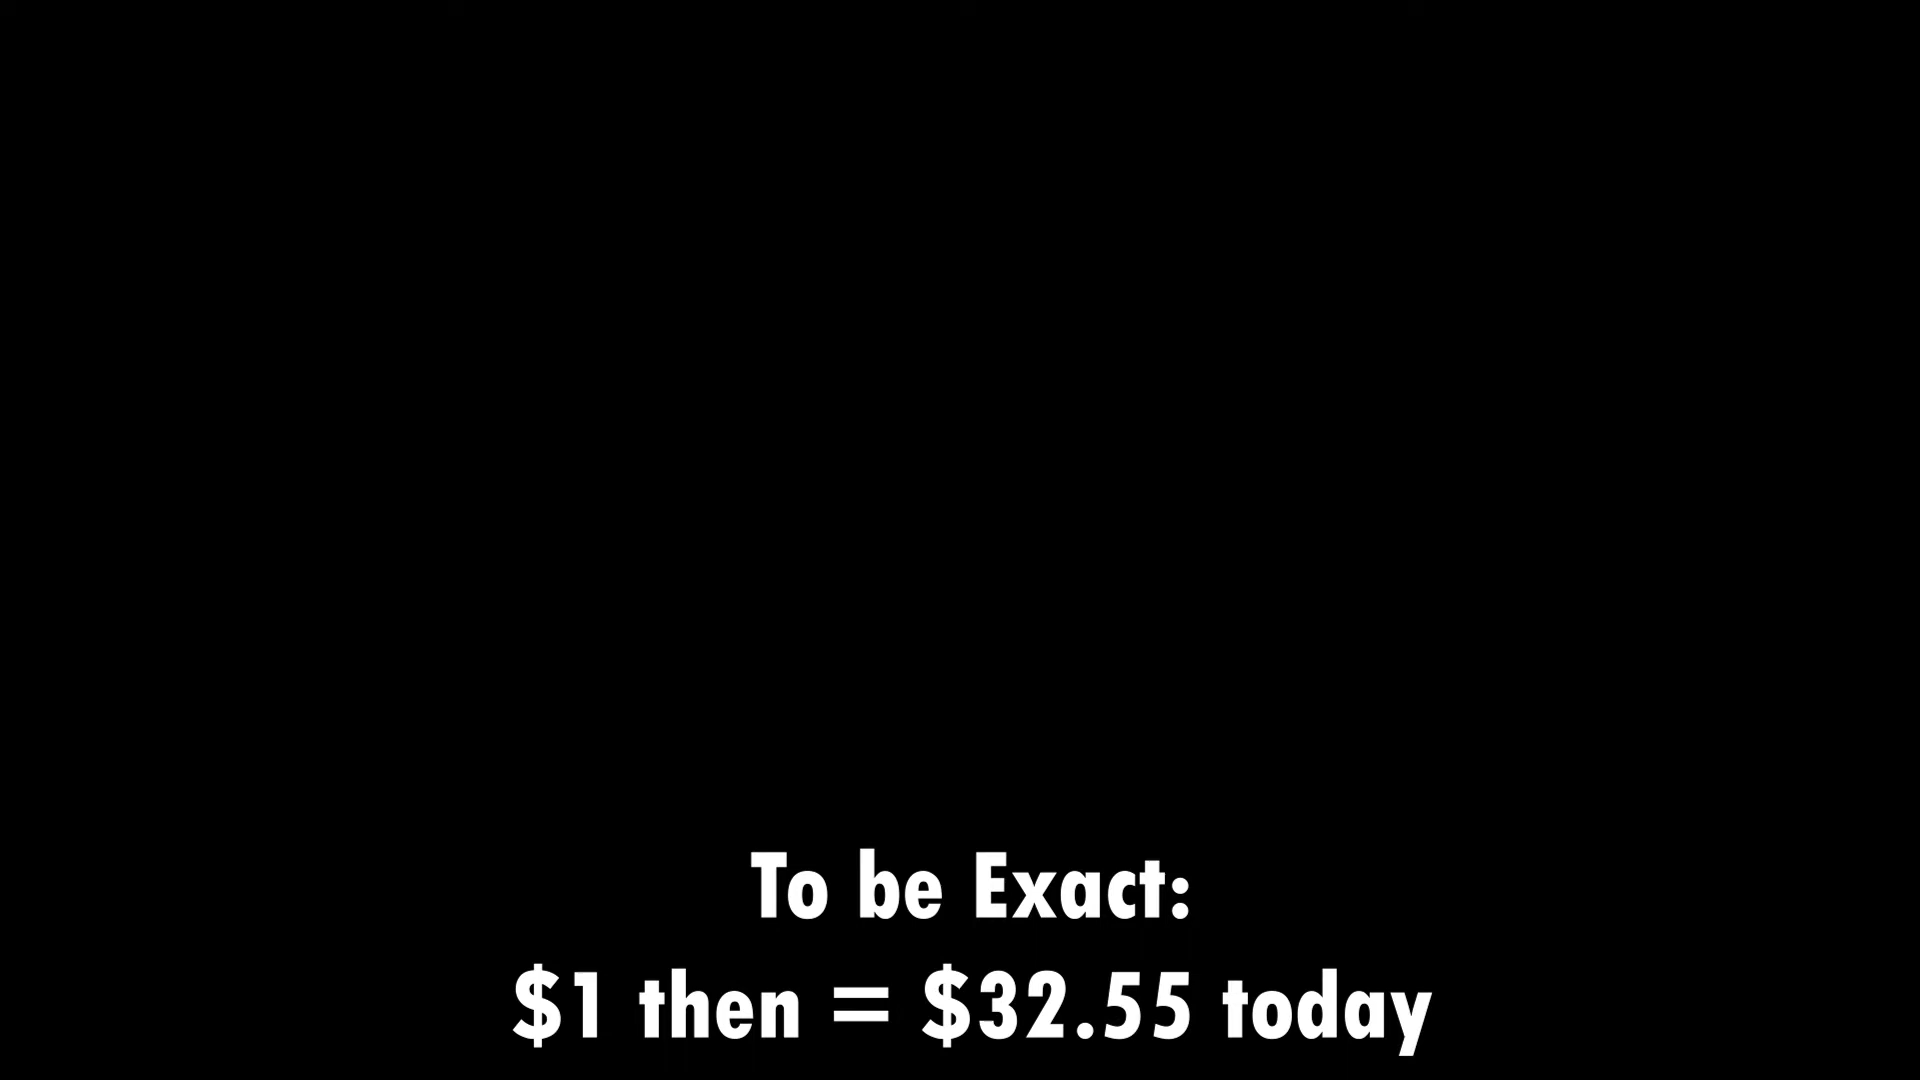 To be Exact:
$1 then = $32.55 today